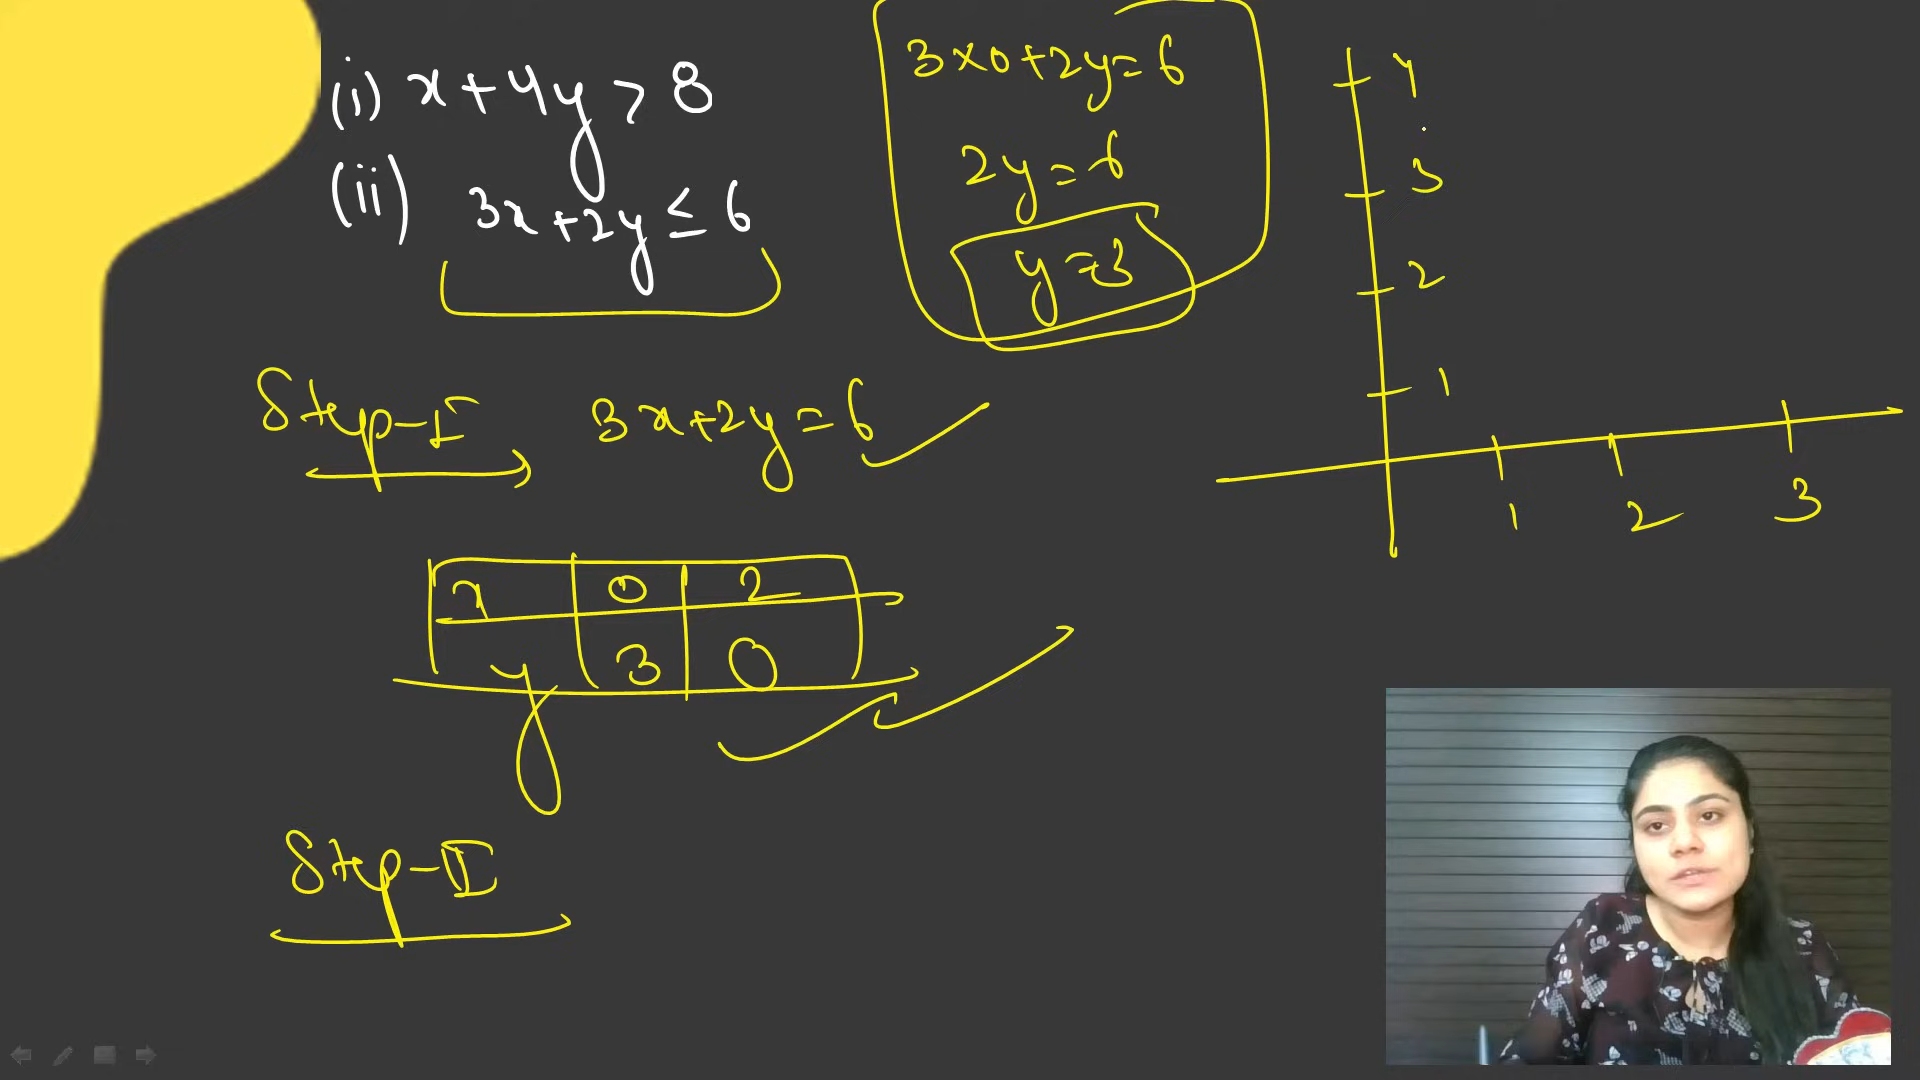 (i) x+4y > 8
(ii) 3x+2y ≤ 6
3×0+2y=6
2y=6
y=3
Step-I 3x+2y=6
x 0 2
y 3 0
Step-II
4
3
2
1
1 2 3